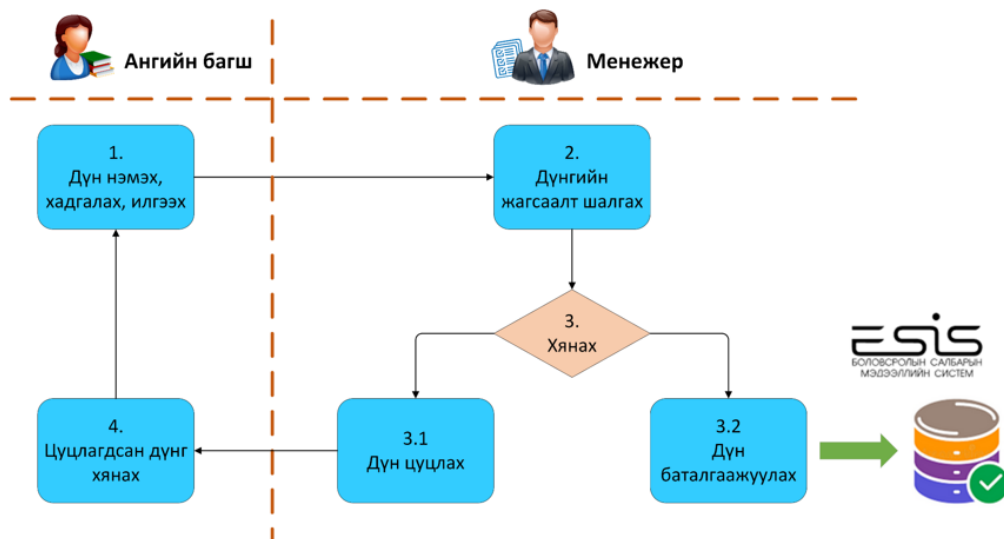 Ангийн багш
Менежер
1.
Дүн нэмэх,
хадгалах, илгээх
2.
Дүнгийн
жагсаалт шалгах
3.
Хянах
ESIS
БОЛОВСРОЛЫН САЛБАРЫН
МЭДЭЭЛЛИЙН СИСТЕМ
4.
Цуцлагдсан дүнг
хянах
3.1
Дүн цуцлах
3.2
Дүн
баталгаажуулах